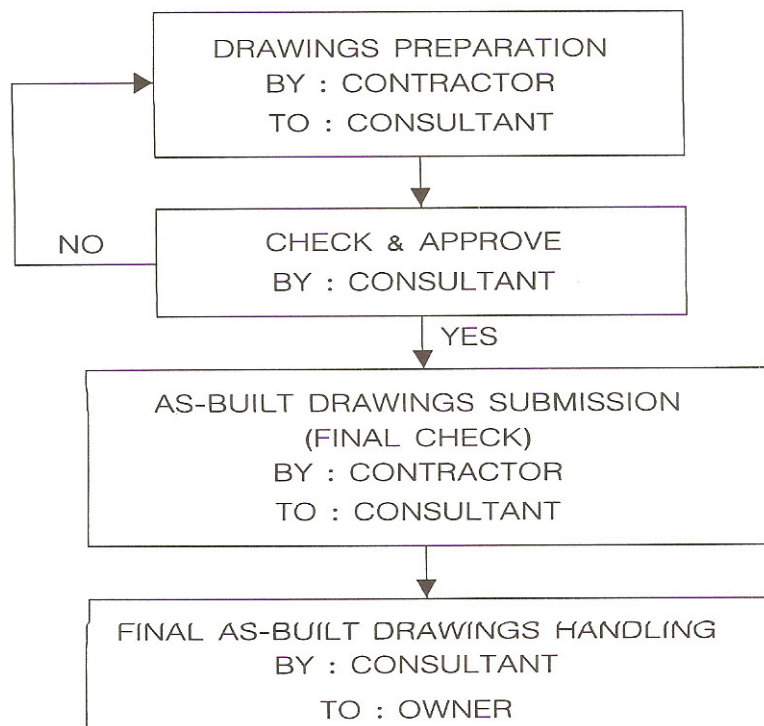 DRAWINGS PREPARATION
BY : CONTRACTOR
TO : CONSULTANT
NO
CHECK & APPROVE
BY : CONSULTANT
YES
AS-BUILT DRAWINGS SUBMISSION
(FINAL CHECK)
BY : CONTRACTOR
TO : CONSULTANT
FINAL AS-BUILT DRAWINGS HANDLING
BY : CONSULTANT
TO : OWNER